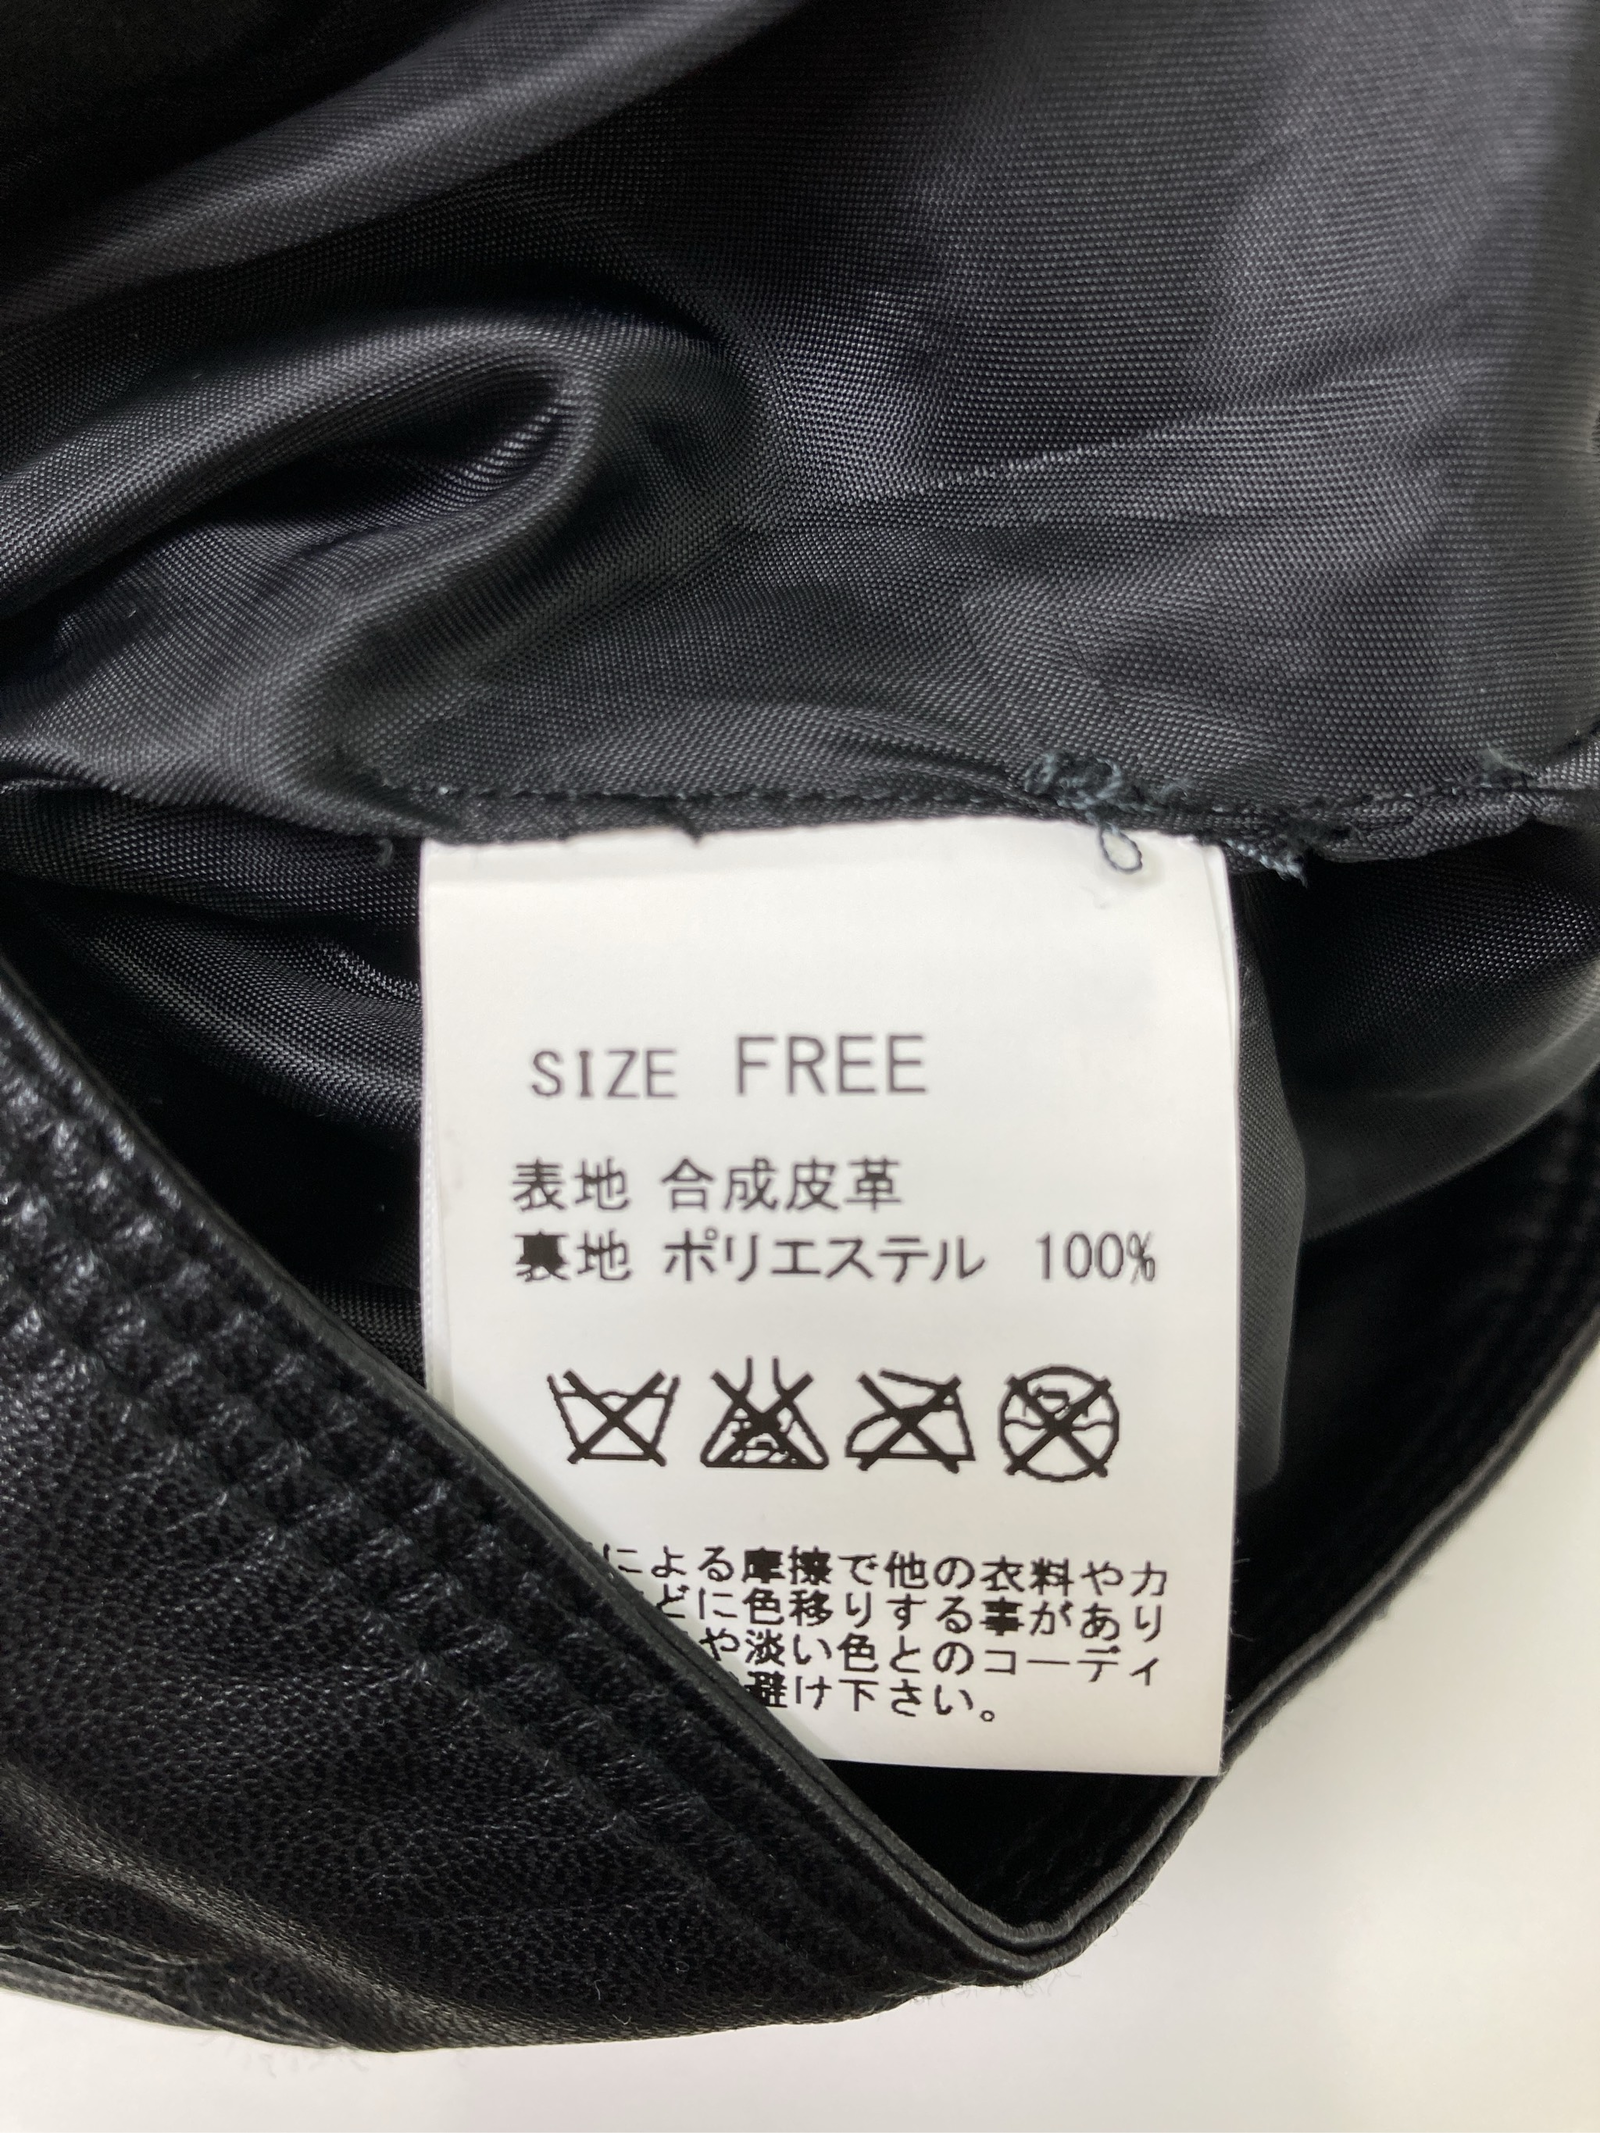 SIZE FREE
表地 合成皮革
裏地 ポリエステル 100%
による摩擦で他の衣料やカ
どに色移りする事があり
や淡い色とのコーディ
避け下さい。